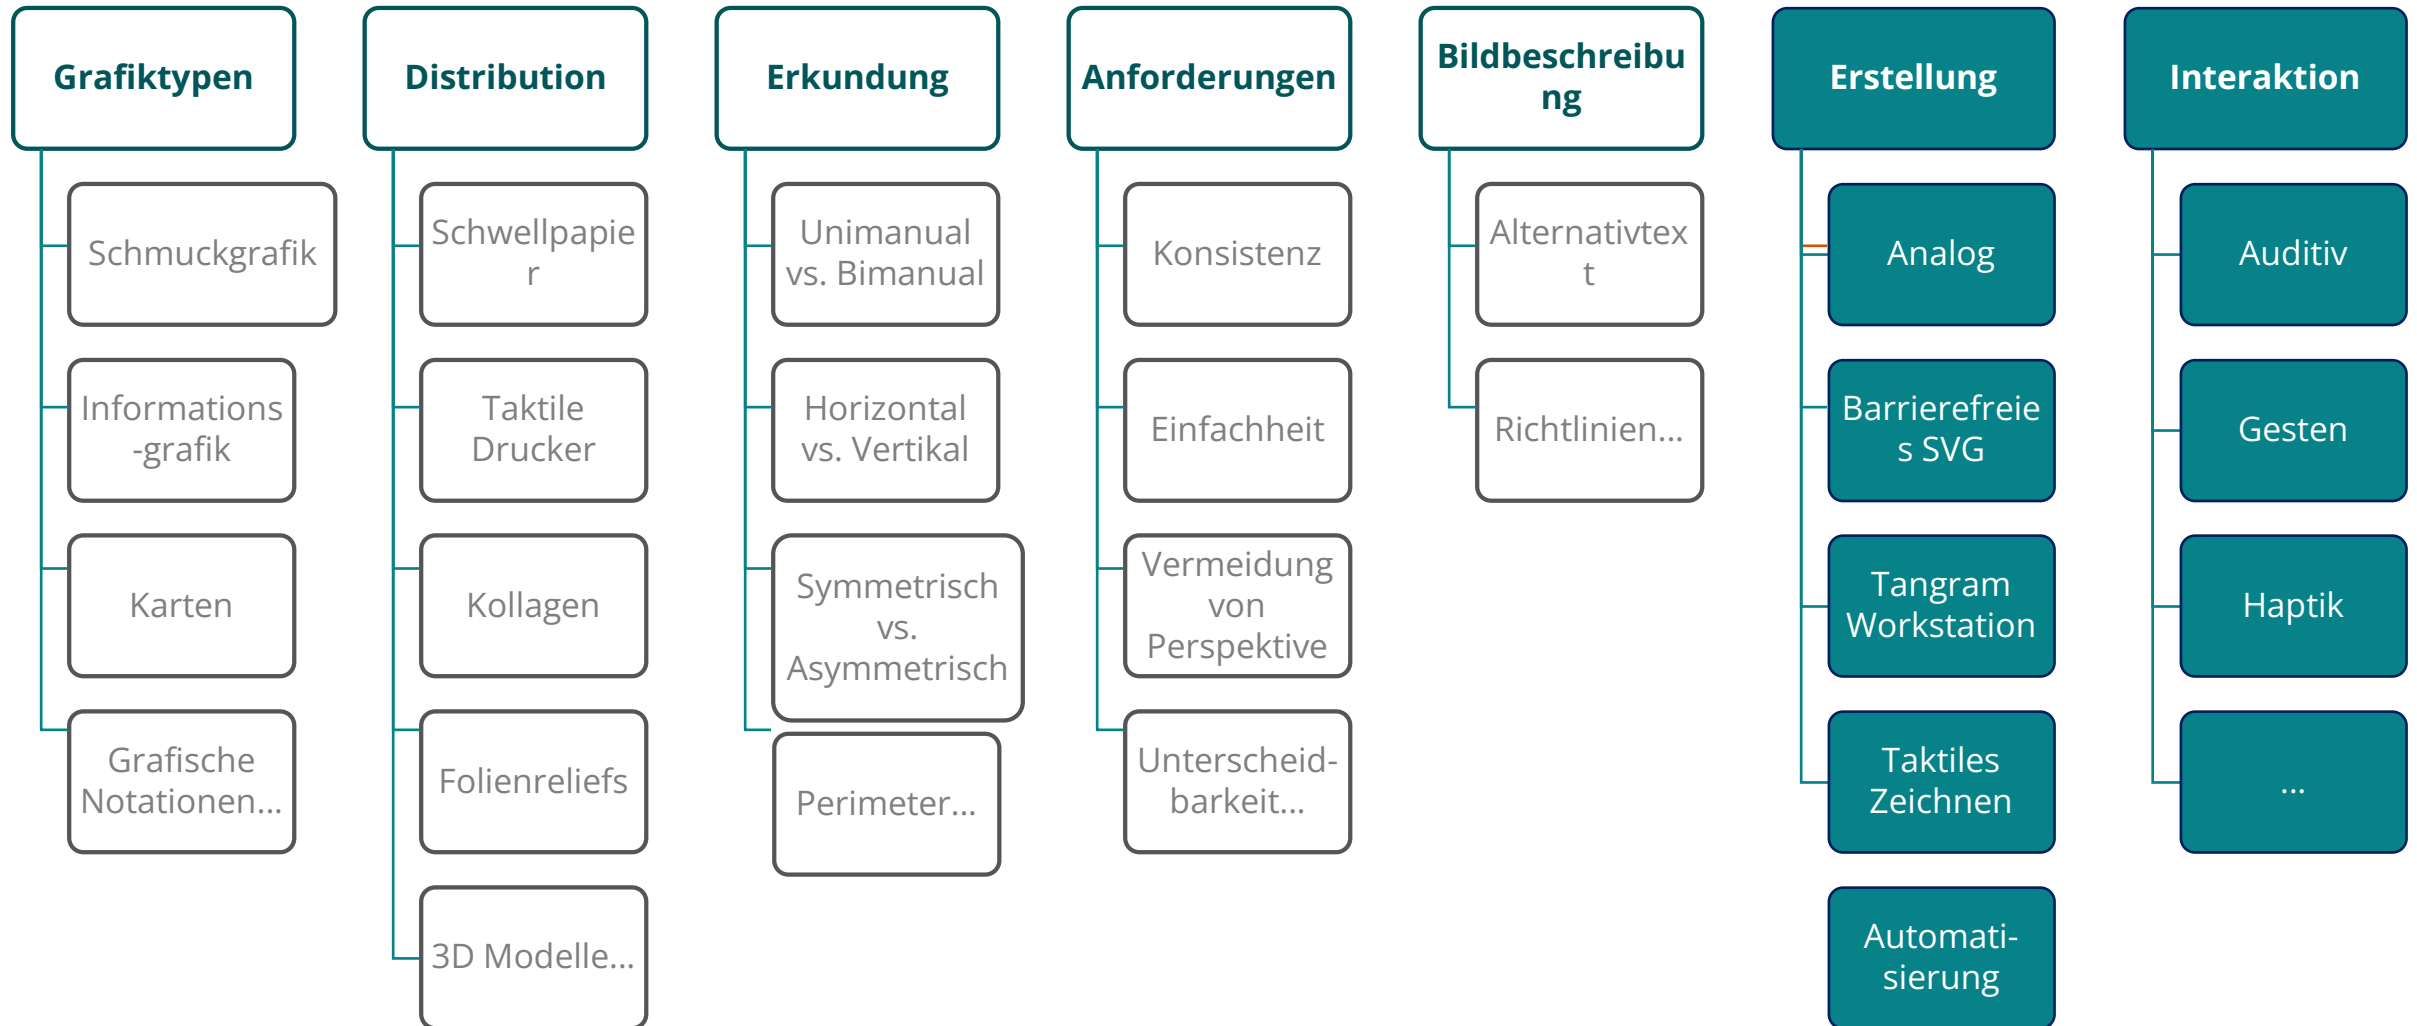 Grafiktypen
Schmuckgrafik
Informations
-grafik
Karten
Grafische
Notationen...
Distribution
Schwellpapie
r
Taktile
Drucker
Kollagen
Folienreliefs
3D Modelle...
Erkundung
Unimanual
vs. Bimanual
Horizontal
vs. Vertikal
Symmetrisch
vs.
Asymmetrisch
Perimeter...
Anforderungen
Konsistenz
Einfachheit
Vermeidung
von
Perspektive
Unterscheid-
barkeit...
Bildbeschreibu
ng
Alternativtex
t
Richtlinien...
Erstellung
Analog
Barrierefreie
s SVG
Tangram
Workstation
Taktiles
Zeichnen
Automati-
sierung
Interaktion
Auditiv
Gesten
Haptik
...